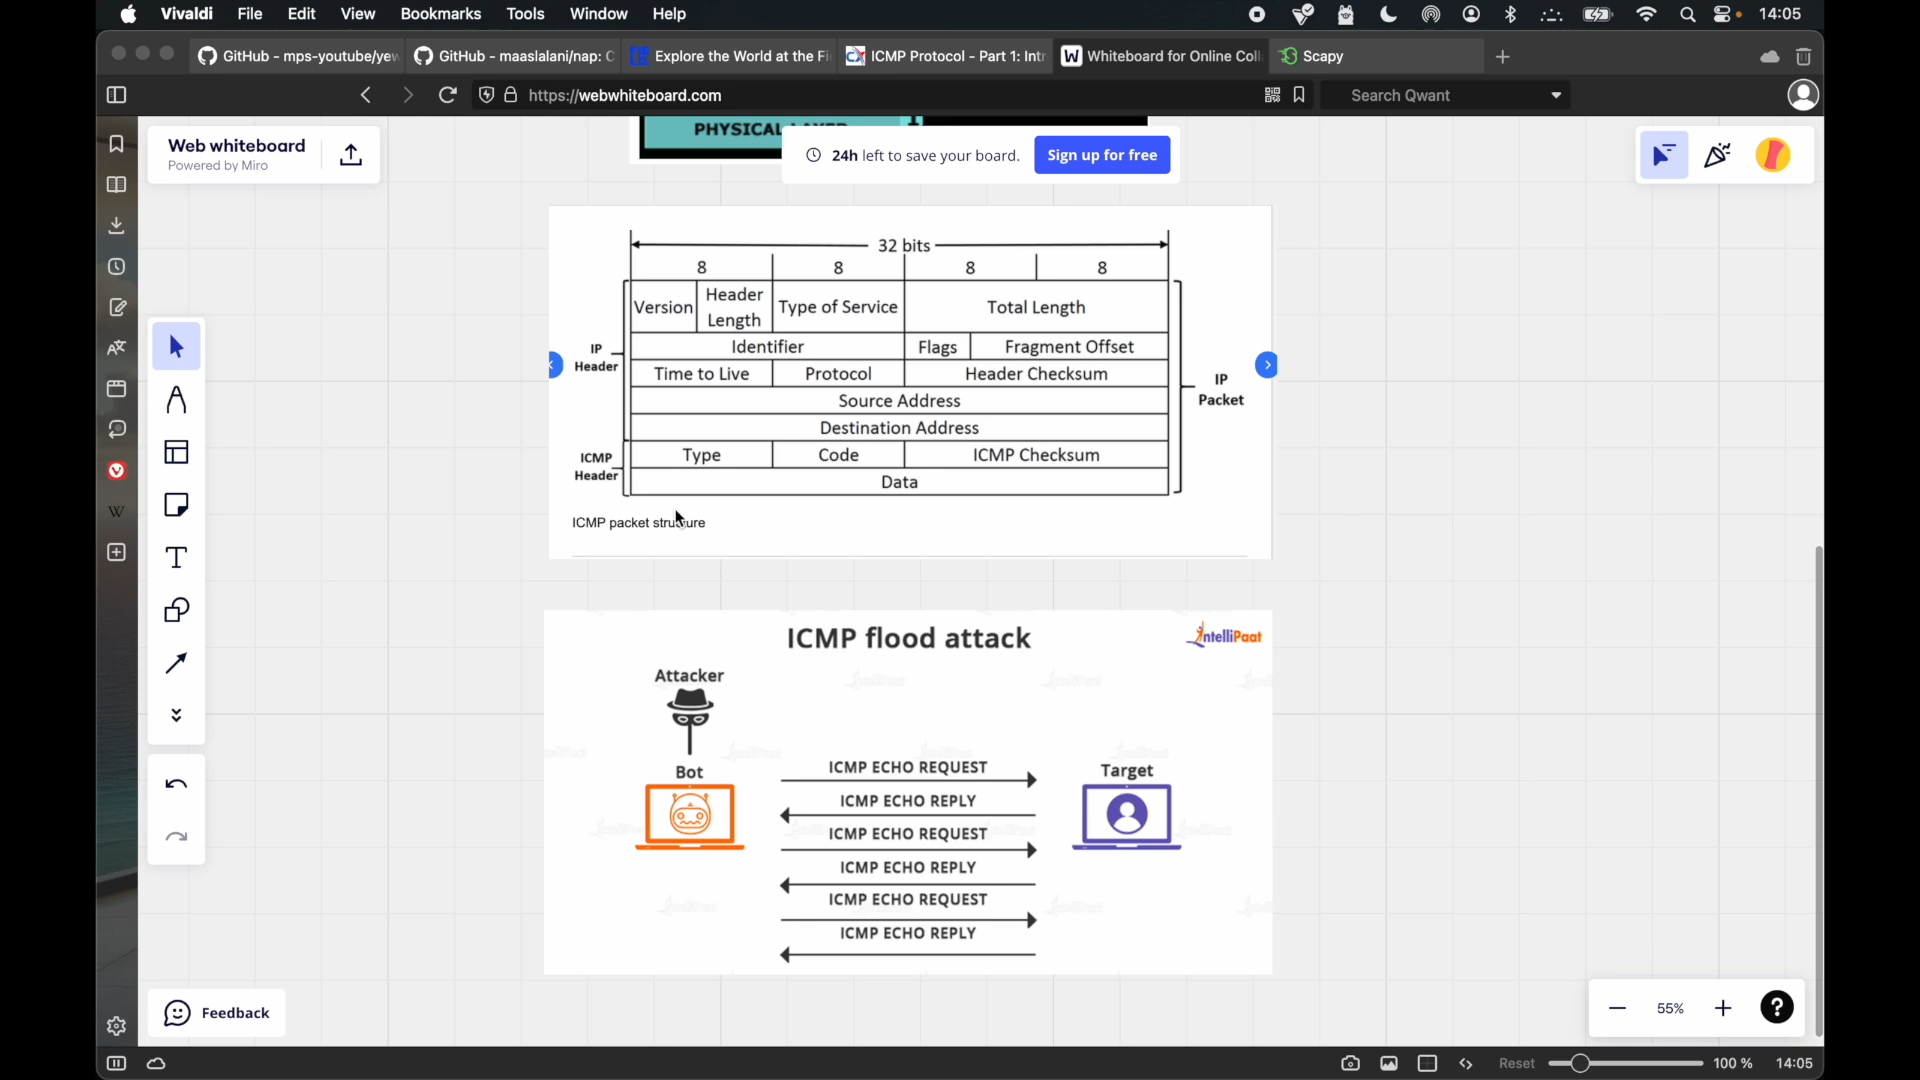 Vivaldi File Edit View Bookmarks Tools Window Help 14:05
GitHub - mps-youtube/yew GitHub - maaslalani/nap: C Explore the World at the Fi ICMP Protocol - Part 1: Intr Whiteboard for Online Coll Scapy
https://webwhiteboard.com Search Qwant
Web whiteboard
Powered by Miro
PHYSICAL LAYER 1
24h left to save your board. Sign up for free
32 bits
8 8 8 8
Version Header Length Type of Service Total Length
IP Header
Identifier Flags Fragment Offset
Time to Live Protocol Header Checksum
IP Packet
Source Address
Destination Address
ICMP Header
Type Code ICMP Checksum
Data
ICMP packet structure
ICMP flood attack
IntelliPaat
Attacker
Bot
Target
ICMP ECHO REQUEST
ICMP ECHO REPLY
ICMP ECHO REQUEST
ICMP ECHO REPLY
ICMP ECHO REQUEST
ICMP ECHO REPLY
W
Feedback
55%
?
Reset 100 % 14:05